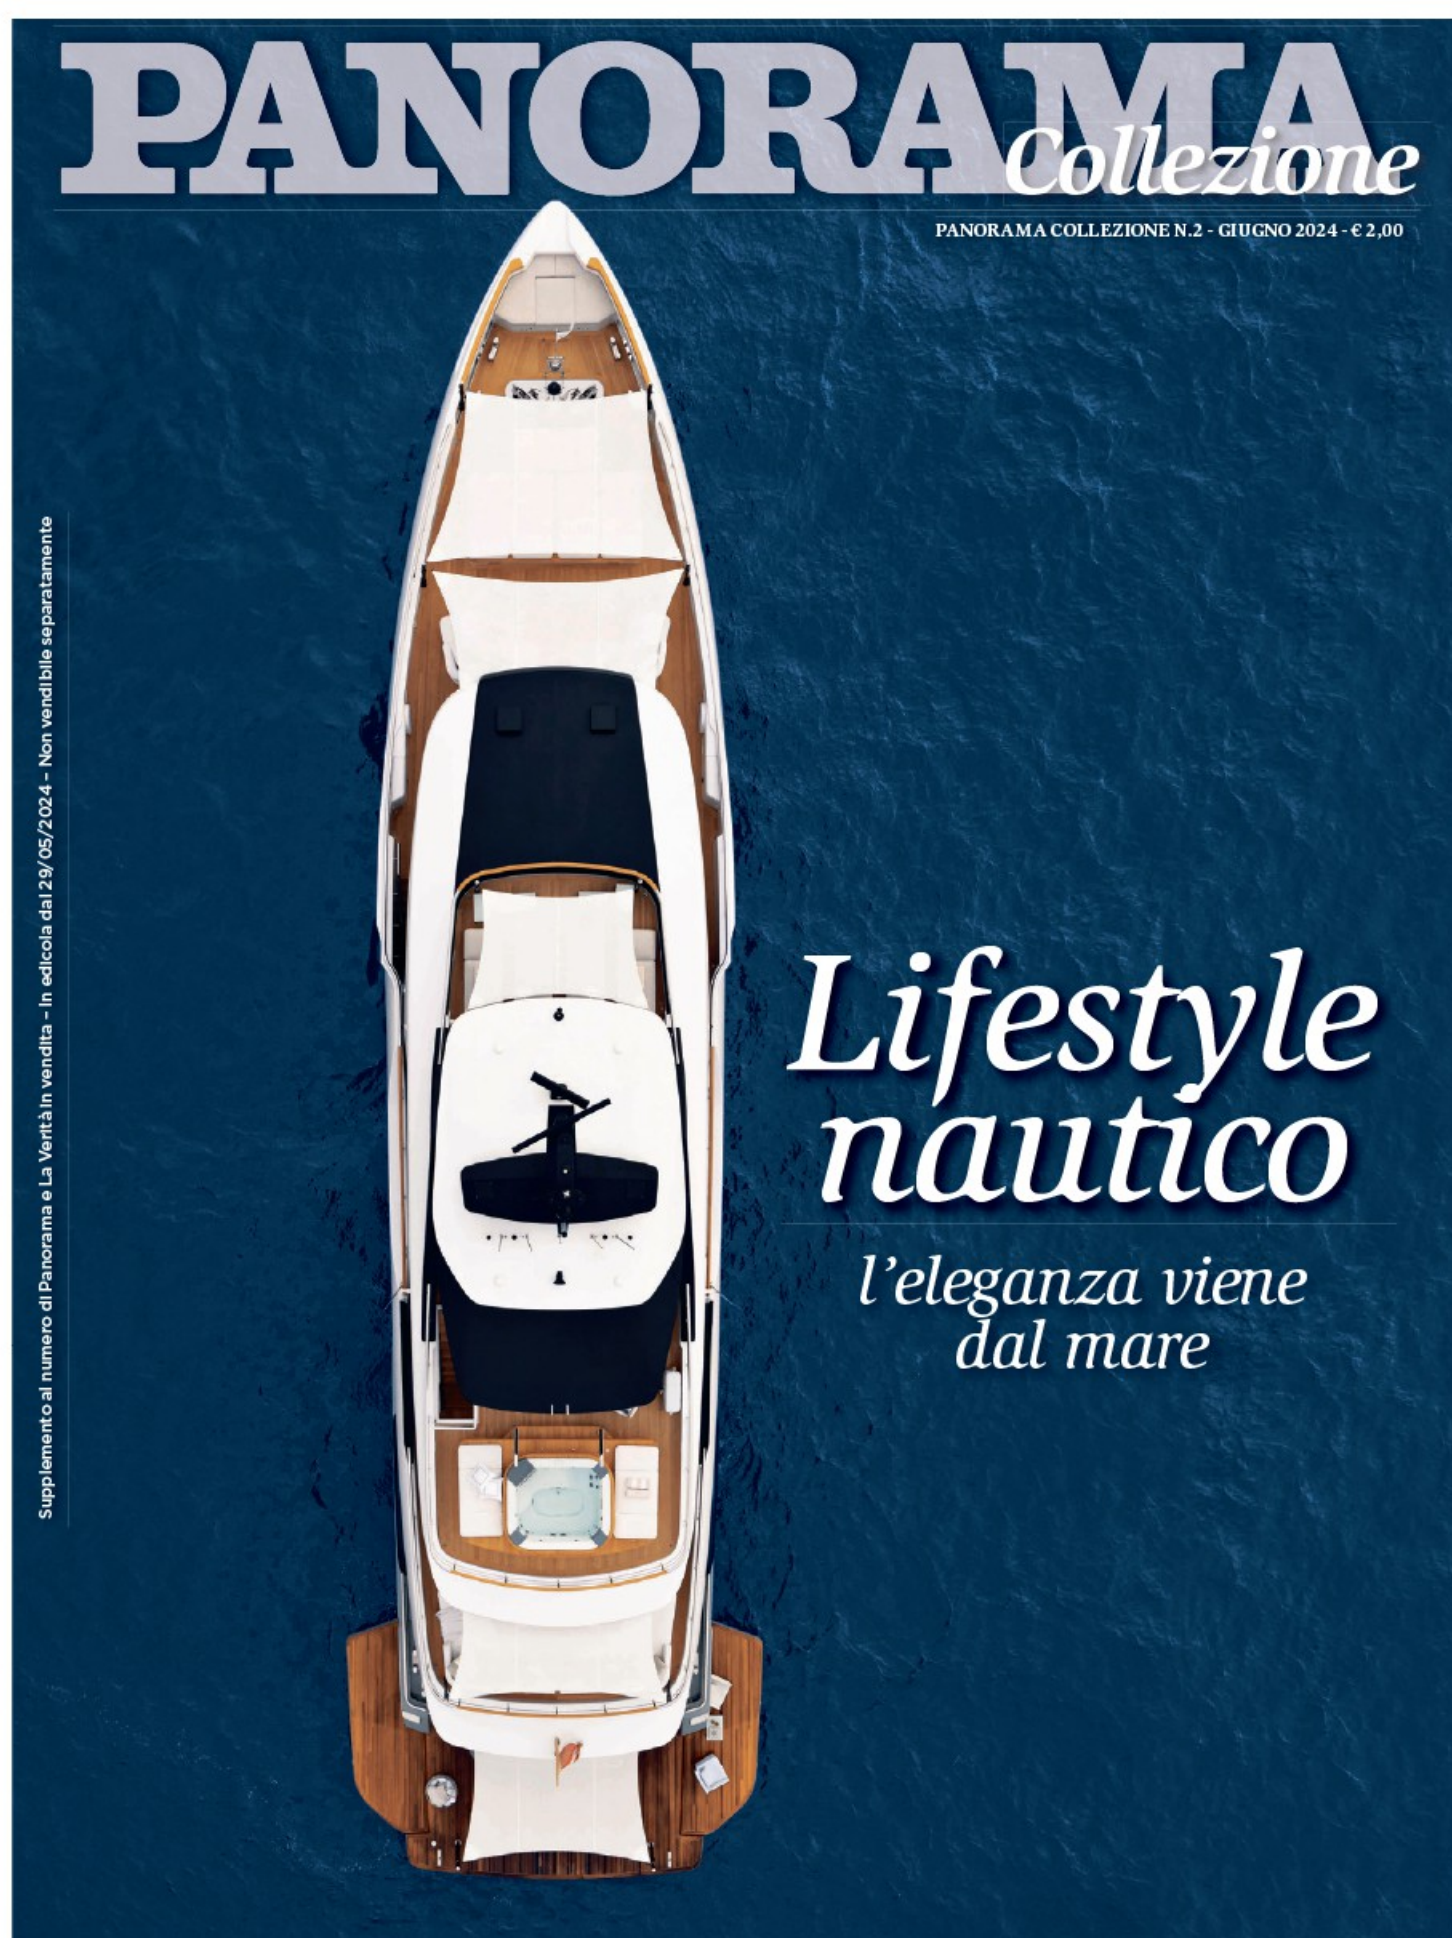 PANORAMA
Collezione
PANORAMA COLLEZIONE N.2 - GIUGNO 2024 - € 2,00
Supplemento al numero di Panorama e La Verità in vendita - In edicola dal 29/05/2024 - Non vendibile separatamente
Lifestyle
nautico
l'eleganza viene
dal mare